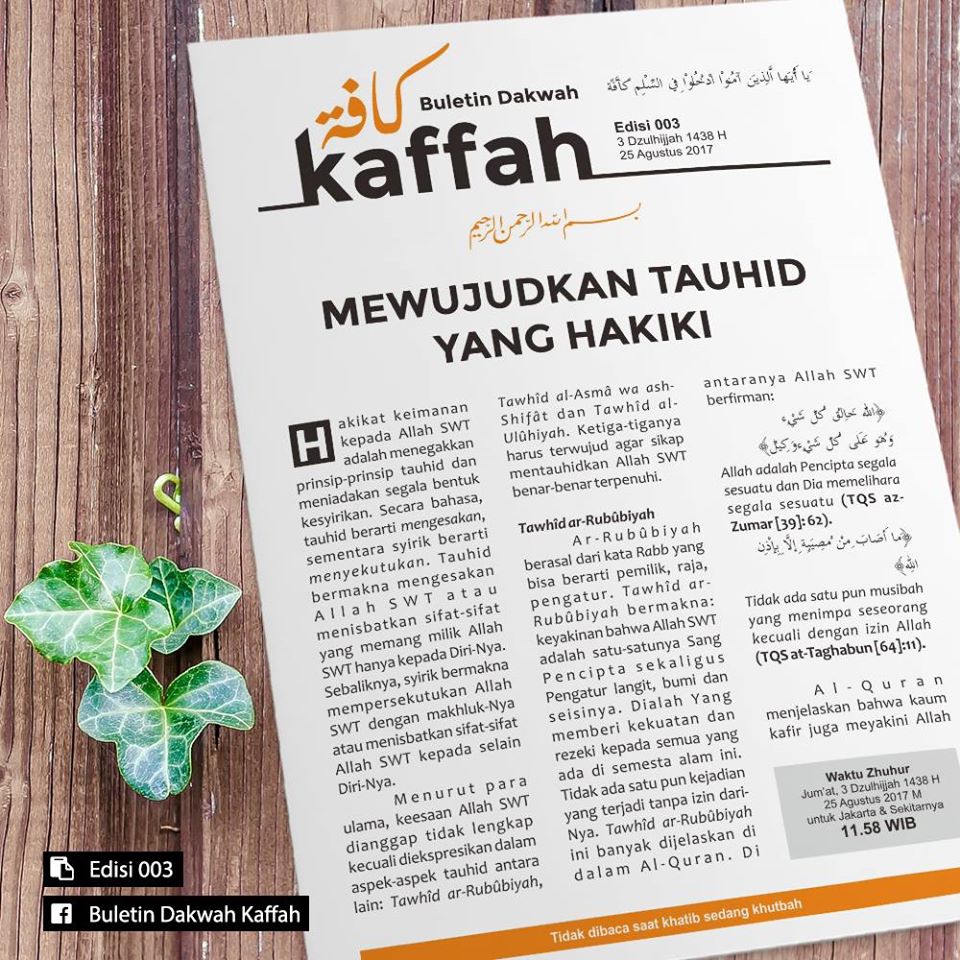 كافة
Buletin Dakwah
kaffah
يَا أَيُّهَا الَّذِينَ آمَنُوا ادْخُلُوا فِي السِّلْمِ كَافَّةً
Edisi 003
3 Dzulhijjah 1438 H
25 Agustus 2017
بسم الله الرحمن الرحيم
MEWUJUDKAN TAUHID
YANG HAKIKI
Hakikat keimanan
kepada Allah SWT
adalah menegakkan
prinsip-prinsip tauhid dan
meniadakan segala bentuk
kesyirikan. Secara bahasa,
tauhid berarti mengesakan,
sementara syirik berarti
menyekutukan. Tauhid
bermakna mengesakan
Allah SWT atau
menisbatkan sifat-sifat
yang memang milik Allah
SWT hanya kepada Diri-Nya.
Sebaliknya, syirik bermakna
mempersekutukan Allah
SWT dengan makhluk-Nya
atau menisbatkan sifat-sifat
Allah SWT kepada selain
Diri-Nya.
Menurut para
ulama, keesaan Allah SWT
dianggap tidak lengkap
kecuali diekspresikan dalam
aspek-aspek tauhid antara
lain: Tawhîd ar-Rubûbiyah,
Tawhîd al-Asmâ wa ash-
Shifât dan Tawhîd al-
Ulûhiyah. Ketiga-tiganya
harus terwujud agar sikap
mentauhidkan Allah SWT
benar-benar terpenuhi.
Tawhîd ar-Rubûbiyah
Ar-Rubûbiyah
berasal dari kata Rabb yang
bisa berarti pemilik, raja,
pengatur. Tawhîd ar-
Rubûbiyah bermakna:
keyakinan bahwa Allah SWT
adalah satu-satunya Sang
Pencipta sekaligus
Pengatur langit, bumi dan
seisinya. Dialah Yang
memberi kekuatan dan
rezeki kepada semua yang
ada di semesta alam ini.
Tidak ada satu pun kejadian
yang terjadi tanpa izin dari-
Nya. Tawhîd ar-Rubûbiyah
ini banyak dijelaskan di
dalam Al-Quran. Di
antaranya Allah SWT
berfirman:
﴿اللَّهُ خَالِقُ كُلِّ شَيْءٍ
وَهُوَ عَلَى كُلِّ شَيْءٍ وَكِيلٌ﴾
Allah adalah Pencipta segala
sesuatu dan Dia memelihara
segala sesuatu (TQS az-
Zumar [39]: 62).
﴿مَا أَصَابَ مِنْ مُصِيبَةٍ إِلَّا بِإِذْنِ
اللَّهِ﴾
Tidak ada satu pun musibah
yang menimpa seseorang
kecuali dengan izin Allah
(TQS at-Taghabun [64]:11).
Al-Quran
menjelaskan bahwa kaum
kafir juga meyakini Allah
Waktu Zhuhur
Jum'at, 3 Dzulhijjah 1438 H
25 Agustus 2017 M
untuk Jakarta & Sekitarnya
11.58 WIB
Tidak dibaca saat khatib sedang khutbah
Edisi 003
Buletin Dakwah Kaffah